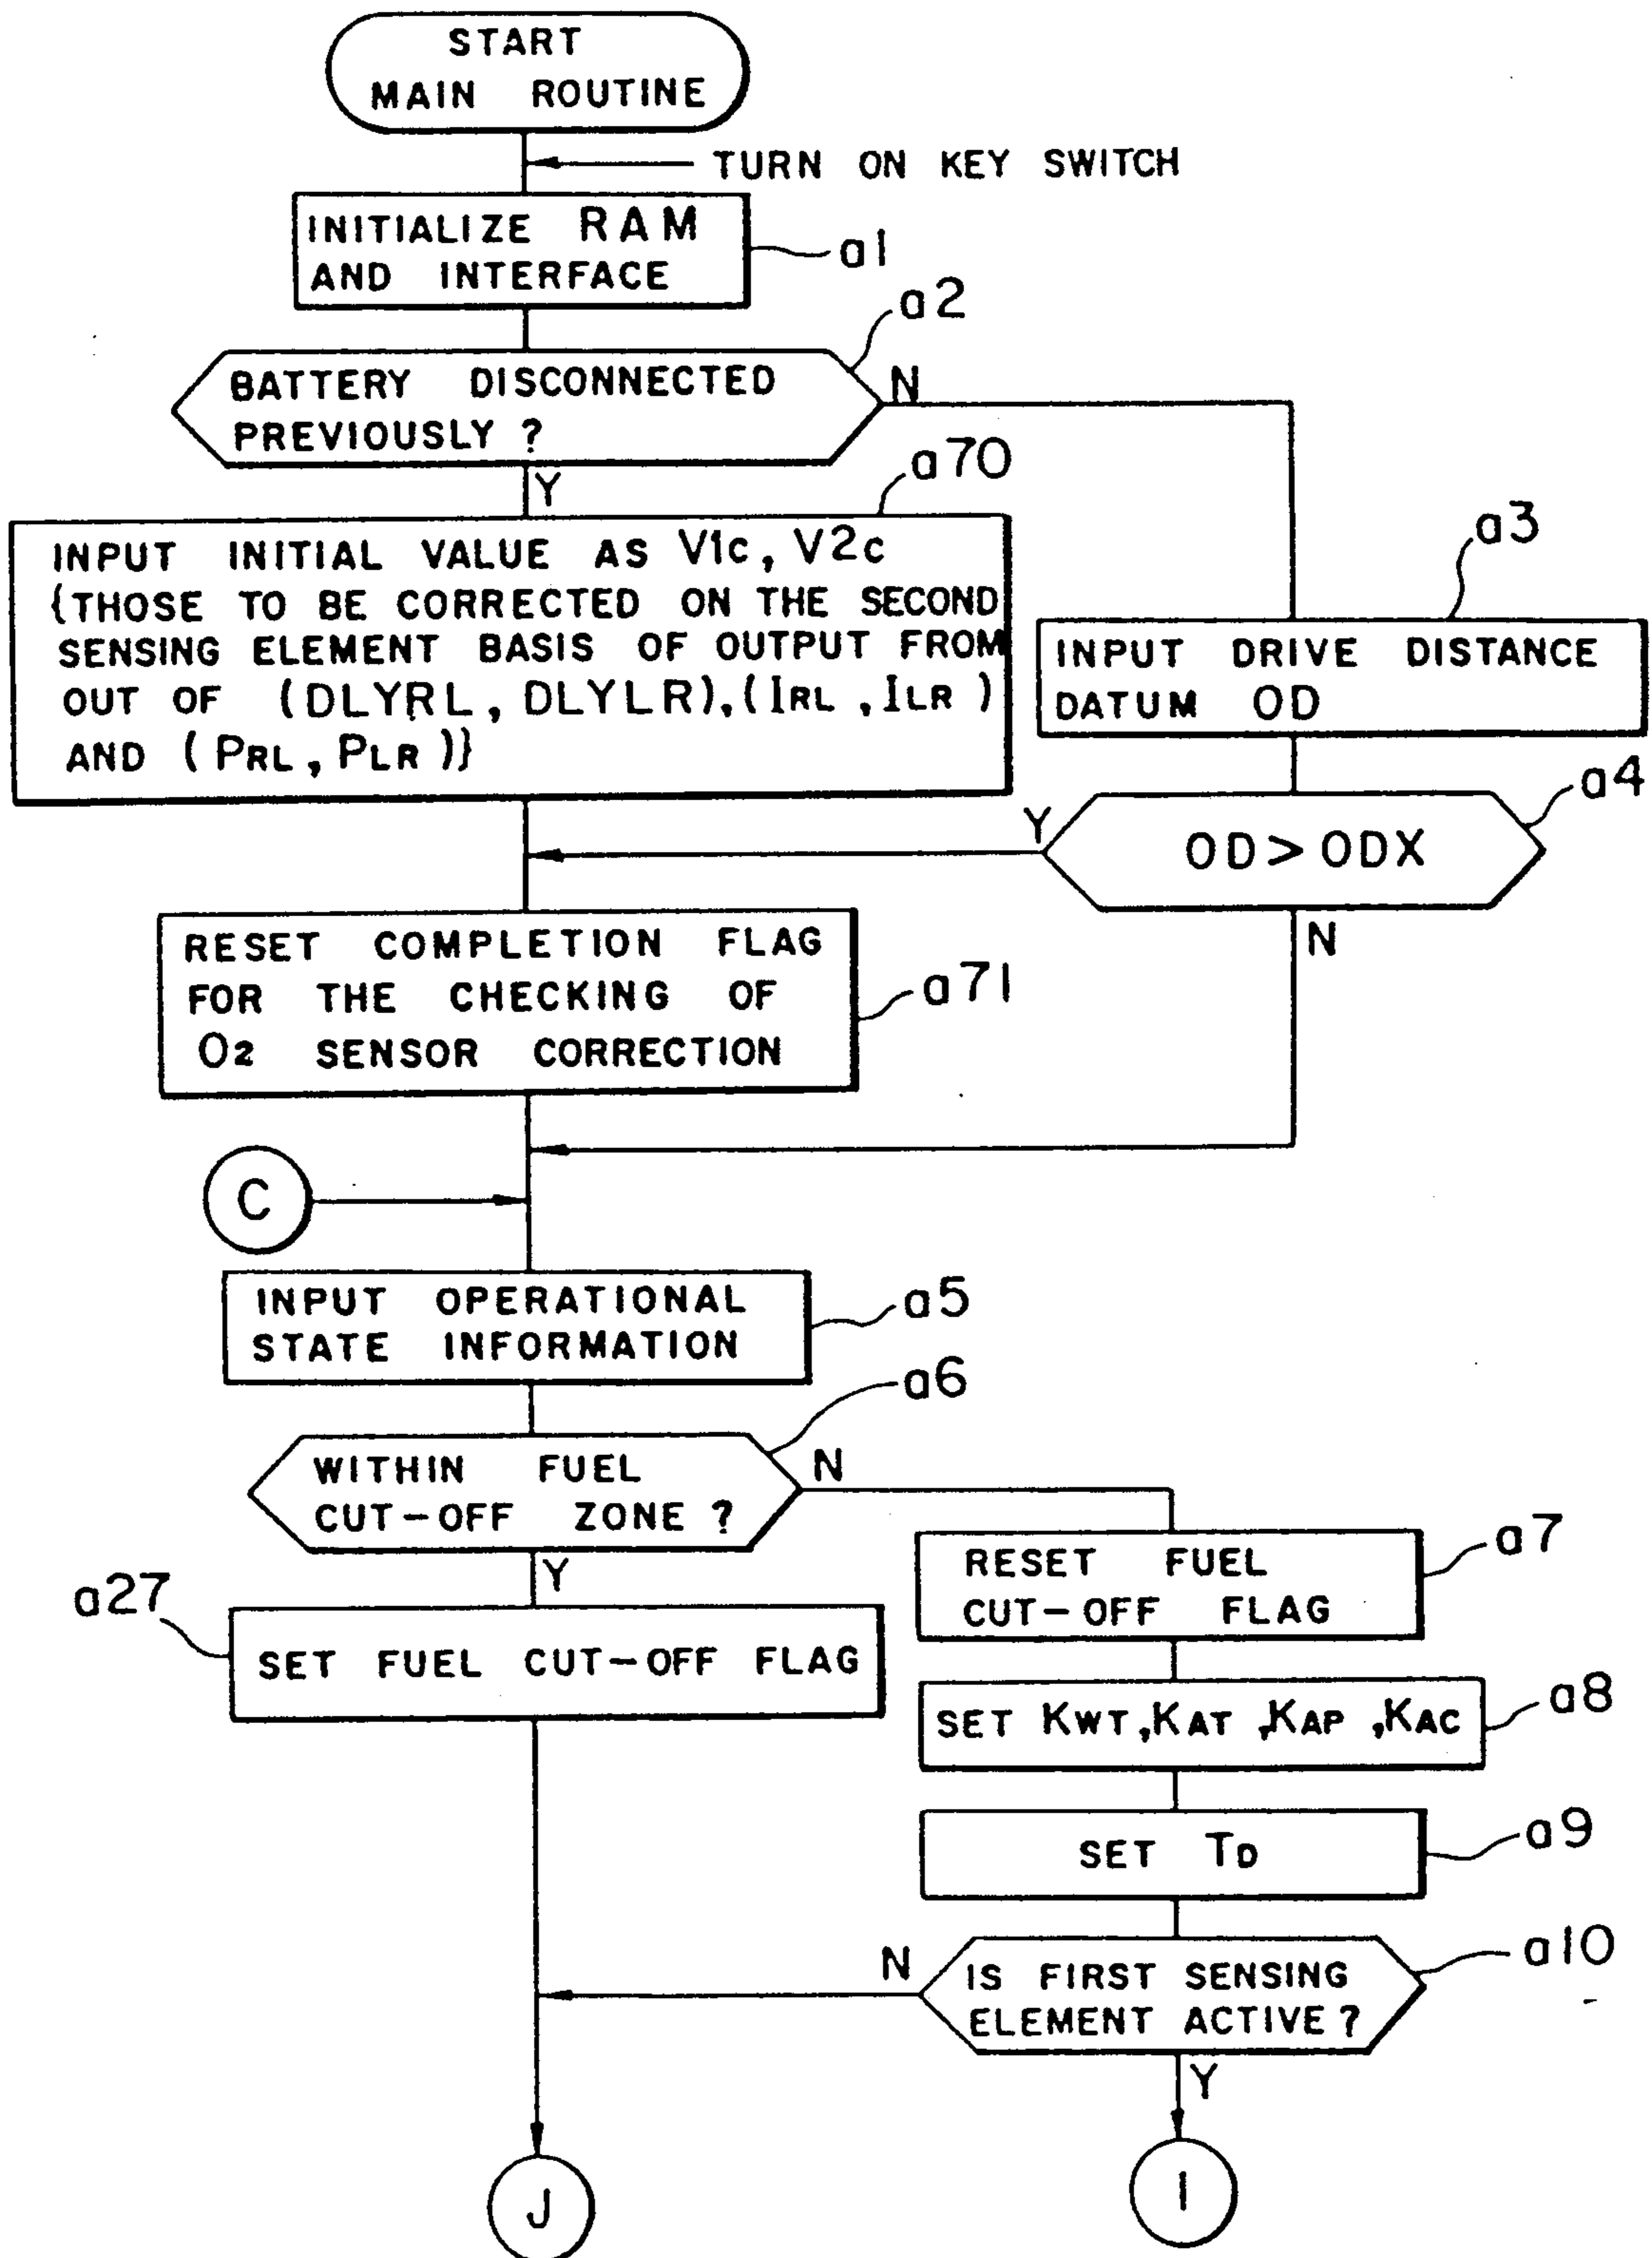 START
MAIN ROUTINE
TURN ON KEY SWITCH
INITIALIZE RAM
AND INTERFACE
a1
a2
BATTERY DISCONNECTED
PREVIOUSLY ?
N
Y
a70
INPUT INITIAL VALUE AS V1c, V2c
{THOSE TO BE CORRECTED ON THE SECOND
SENSING ELEMENT BASIS OF OUTPUT FROM
OUT OF (DLYRL, DLYLR), (IRL, ILR)
AND (PRL, PLR)}
a3
INPUT DRIVE DISTANCE
DATUM OD
a4
OD > ODX
Y
N
RESET COMPLETION FLAG
FOR THE CHECKING OF
O2 SENSOR CORRECTION
a71
C
INPUT OPERATIONAL
STATE INFORMATION
a5
a6
WITHIN FUEL
CUT-OFF ZONE ?
N
Y
a27
SET FUEL CUT-OFF FLAG
a7
RESET FUEL
CUT-OFF FLAG
a8
SET KWT, KAT, KAP, KAC
a9
SET TD
a10
IS FIRST SENSING
ELEMENT ACTIVE ?
N
Y
J
I